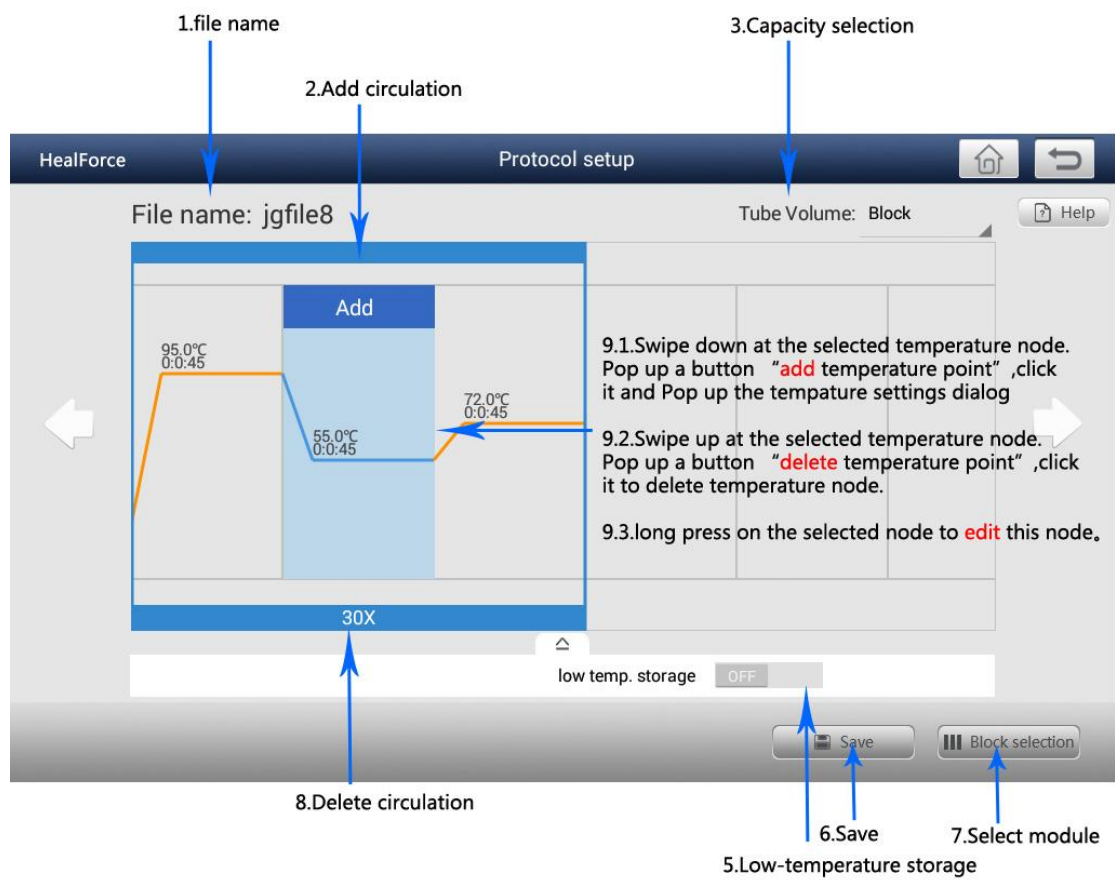 1.file name
3.Capacity selection
2.Add circulation
HealForce
Protocol setup
File name: jgfile8
Tube Volume: Block
Help
Add
95.0℃
0:0:45
55.0℃
0:0:45
72.0℃
0:0:45
9.1.Swipe down at the selected temperature node.
Pop up a button “add temperature point” ,click
it and Pop up the tempature settings dialog
9.2.Swipe up at the selected temperature node.
Pop up a button “delete temperature point” ,click
it to delete temperature node.
9.3.long press on the selected node to edit this node。
30X
low temp. storage OFF
Save
Block selection
8.Delete circulation
6.Save
7.Select module
5.Low-temperature storage